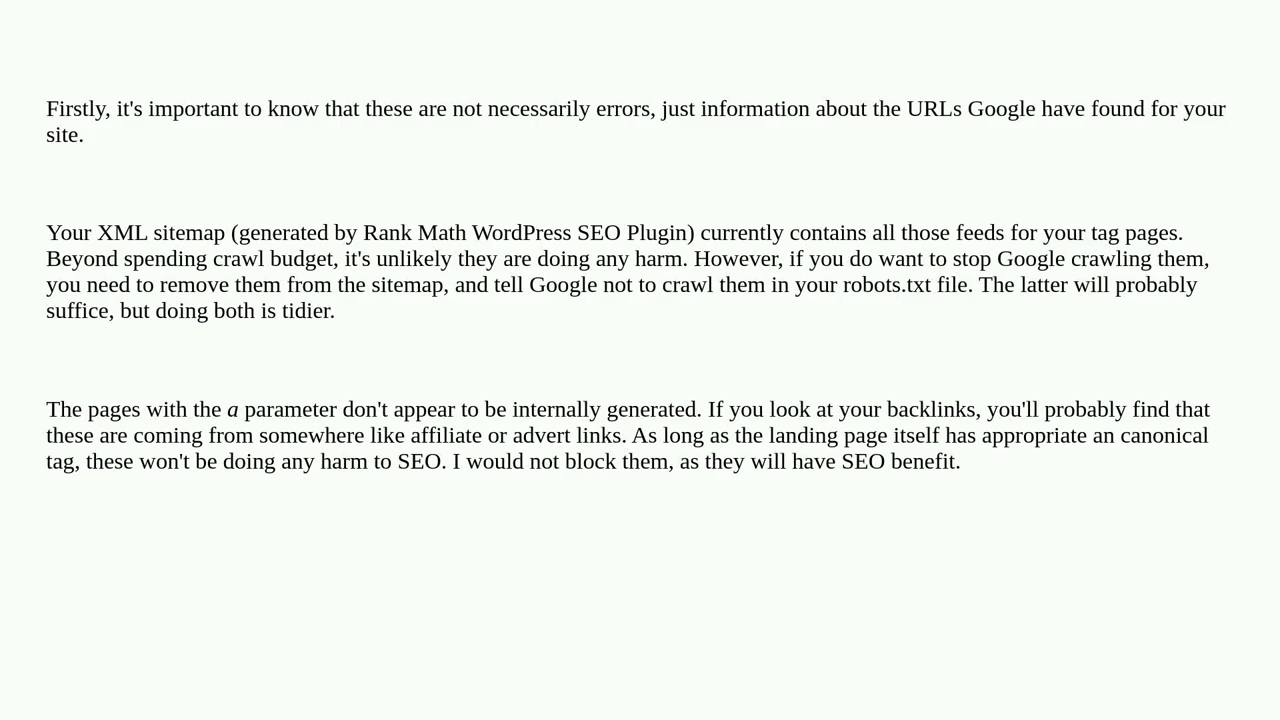 Firstly, it's important to know that these are not necessarily errors, just information about the URLs Google have found for your
site.
Your XML sitemap (generated by Rank Math WordPress SEO Plugin) currently contains all those feeds for your tag pages.
Beyond spending crawl budget, it's unlikely they are doing any harm. However, if you do want to stop Google crawling them,
you need to remove them from the sitemap, and tell Google not to crawl them in your robots.txt file. The latter will probably
suffice, but doing both is tidier.
The pages with the a parameter don't appear to be internally generated. If you look at your backlinks, you'll probably find that
these are coming from somewhere like affiliate or advert links. As long as the landing page itself has appropriate an canonical
tag, these won't be doing any harm to SEO. I would not block them, as they will have SEO benefit.